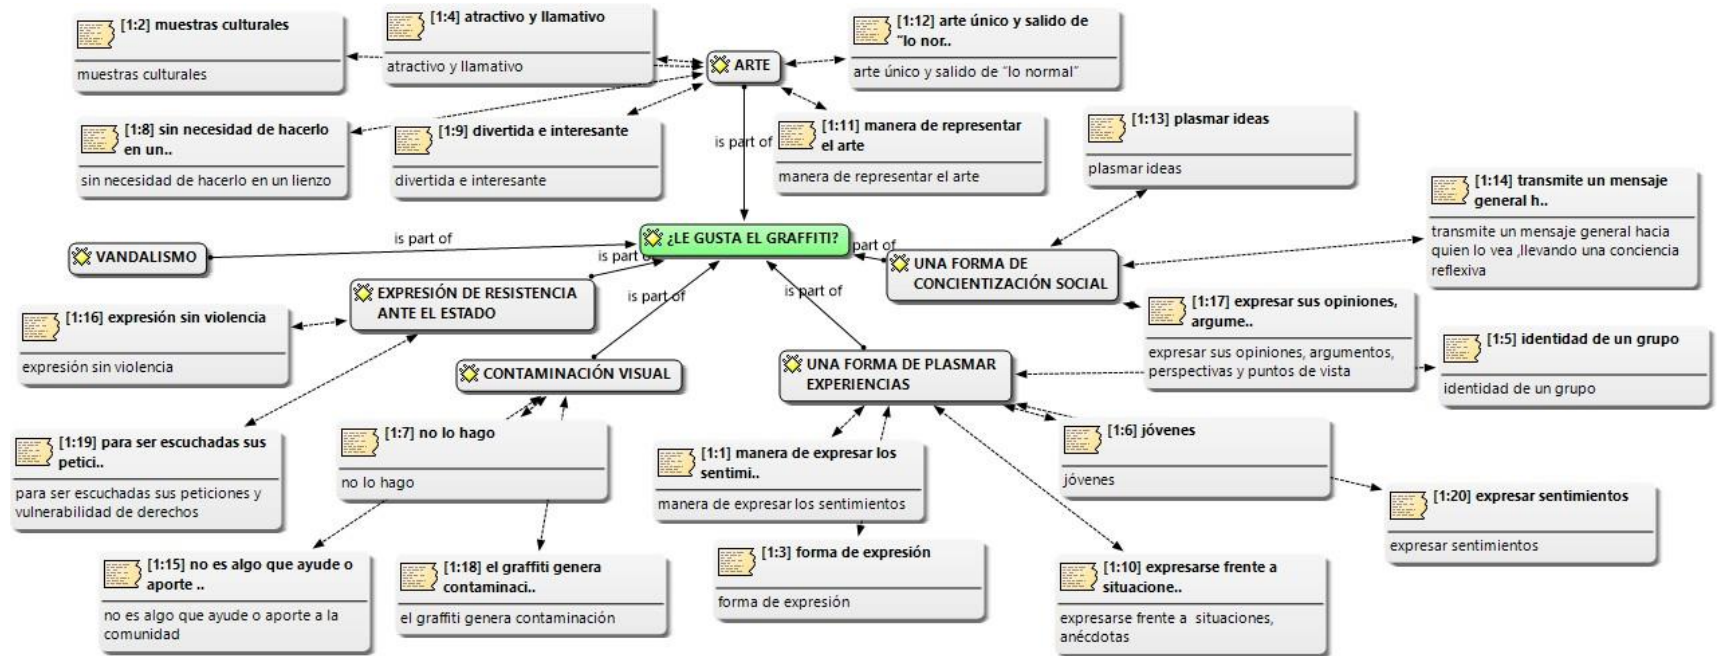 [1:2] muestras culturales
muestras culturales
[1:4] atractivo y llamativo
atractivo y llamativo
ARTE
[1:12] arte único y salido de
"lo nor..
arte único y salido de "lo normal"
[1:8] sin necesidad de hacerlo
en un..
sin necesidad de hacerlo en un lienzo
[1:9] divertida e interesante
divertida e interesante
is part of
[1:11] manera de representar
el arte
manera de representar el arte
[1:13] plasmar ideas
plasmar ideas
[1:14] transmite un mensaje
general h..
transmite un mensaje general hacia
quien lo vea ,llevando una conciencia
reflexiva
VANDALISMO
is part of
¿LE GUSTA EL GRAFFITI?
part of
UNA FORMA DE
CONCIENTIZACIÓN SOCIAL
is part of
EXPRESIÓN DE RESISTENCIA
ANTE EL ESTADO
is part of
is part of
[1:16] expresión sin violencia
expresión sin violencia
[1:17] expresar sus opiniones,
argume..
expresar sus opiniones, argumentos,
perspectivas y puntos de vista
[1:5] identidad de un grupo
identidad de un grupo
CONTAMINACIÓN VISUAL
UNA FORMA DE PLASMAR
EXPERIENCIAS
[1:19] para ser escuchadas sus
petici..
para ser escuchadas sus peticiones y
vulnerabilidad de derechos
[1:7] no lo hago
no lo hago
[1:1] manera de expresar los
sentimi..
manera de expresar los sentimientos
[1:6] jóvenes
jóvenes
[1:20] expresar sentimientos
expresar sentimientos
[1:15] no es algo que ayude o
aporte ..
no es algo que ayude o aporte a la
comunidad
[1:18] el graffiti genera
contaminaci..
el graffiti genera contaminación
[1:3] forma de expresión
forma de expresión
[1:10] expresarse frente a
situacione..
expresarse frente a situaciones,
anécdotas